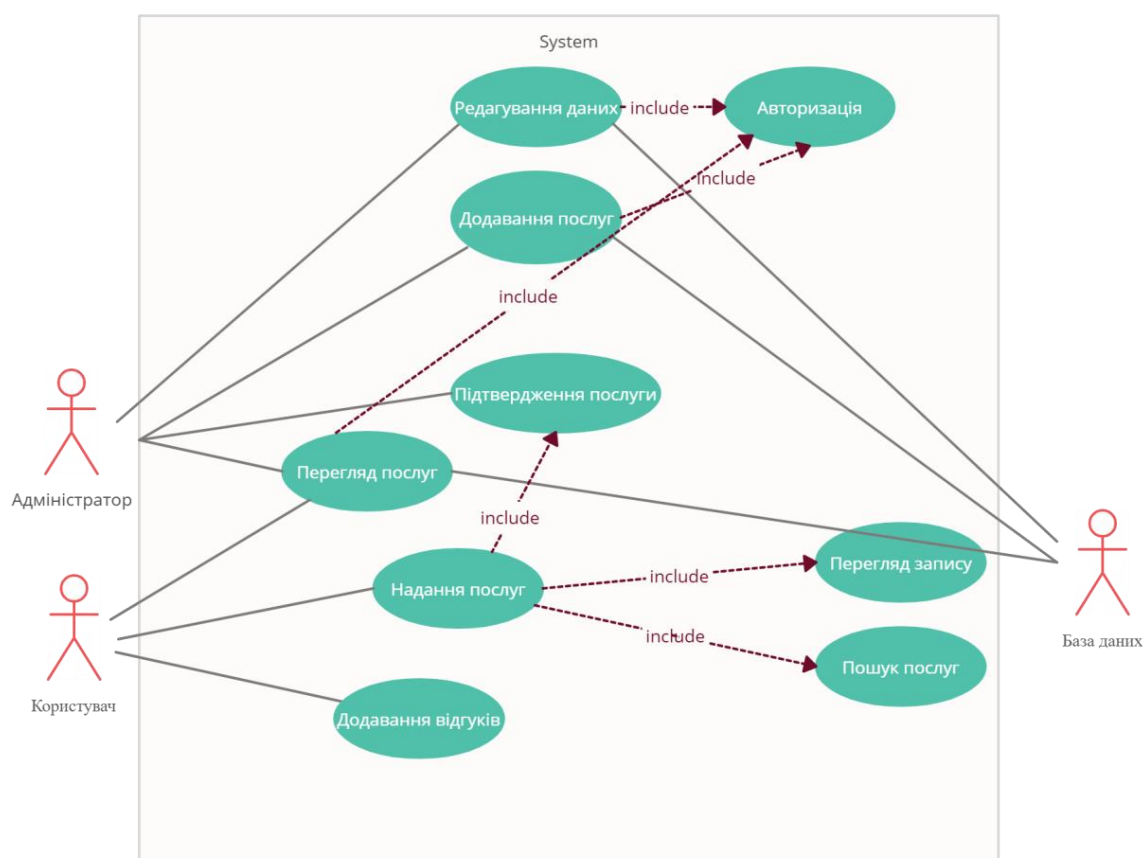 System
Редагування даних
include
Авторизація
include
Додавання послуг
include
Підтвердження послуги
Перегляд послуг
Адміністратор
include
Перегляд запису
Надання послуг
include
База даних
include
Пошук послуг
Користувач
Додавання відгуків